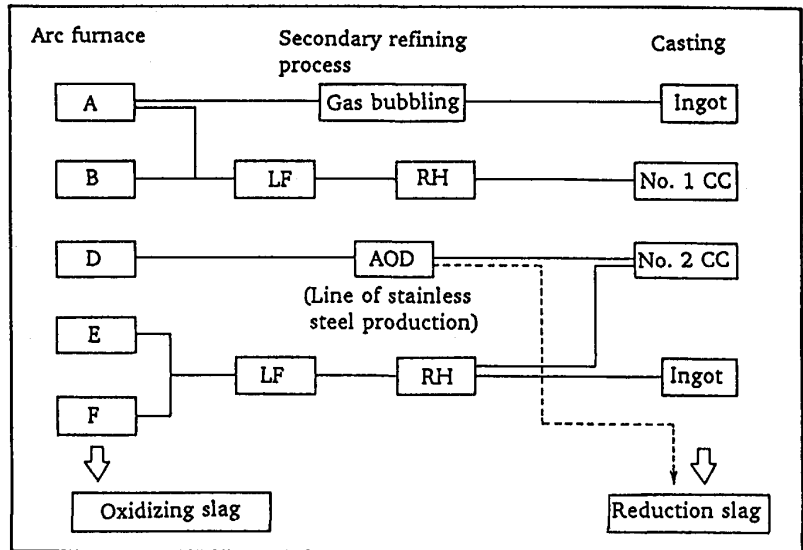 Arc furnace
Secondary refining
process
Casting
A
Gas bubbling
Ingot
B
LF
RH
No. 1 CC
D
AOD
No. 2 CC
(Line of stainless
steel production)
E
LF
RH
Ingot
F
Oxidizing slag
Reduction slag